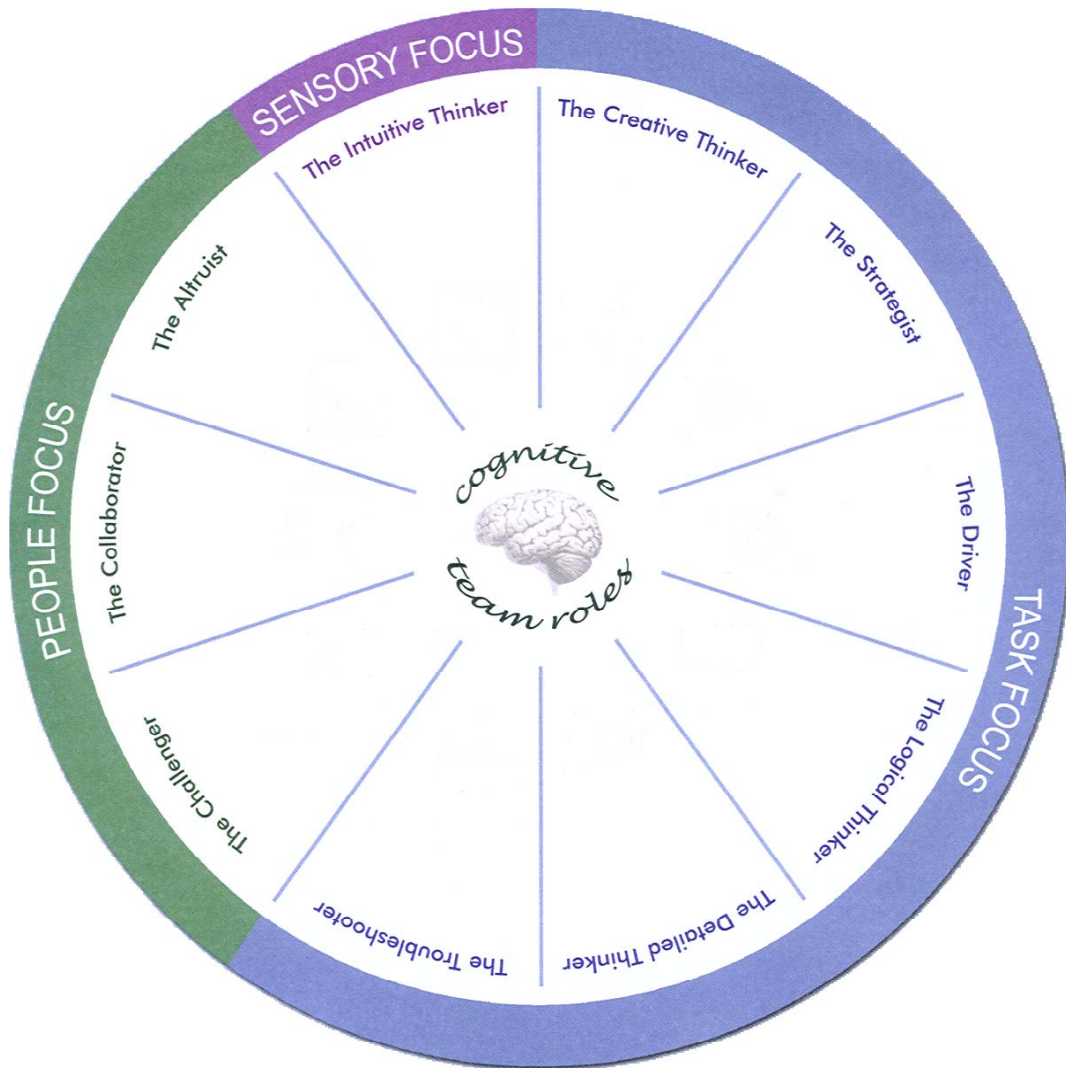 SENSORY FOCUS
TASK FOCUS
PEOPLE FOCUS
The Intuitive Thinker
The Creative Thinker
The Strategist
The Driver
The Logical Thinker
The Detailed Thinker
The Troubleshooter
The Challenger
The Collaborator
The Altruist
cognitive
team roles